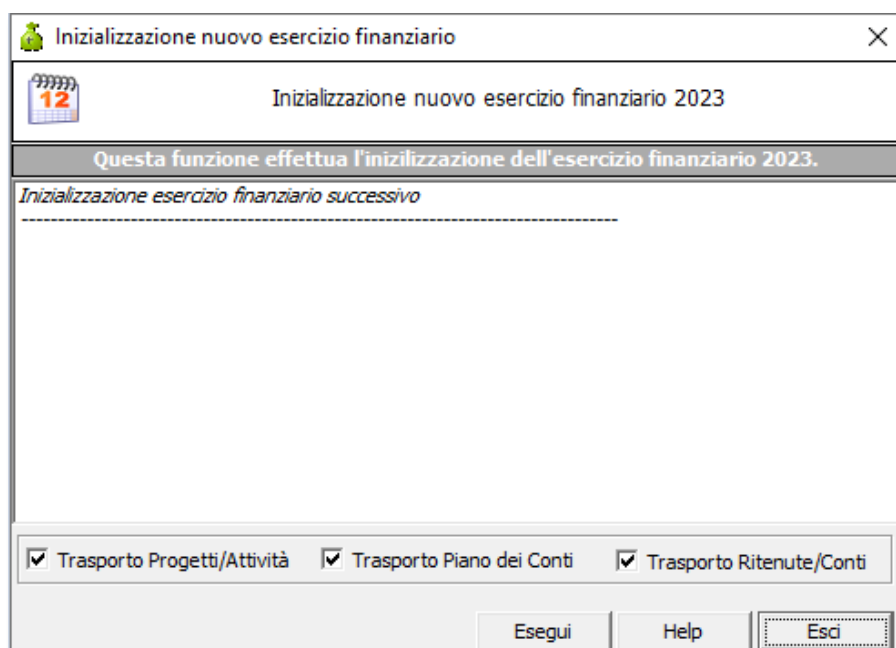 Inizializzazione nuovo esercizio finanziario
12
Inizializzazione nuovo esercizio finanziario 2023
Questa funzione effettua l'inizilizzazione dell'esercizio finanziario 2023.
Inizializzazione esercizio finanziario successivo
--------------------------------------------------------------------------------
Trasporto Progetti/Attività Trasporto Piano dei Conti Trasporto Ritenute/Conti
Esegui Help Esci